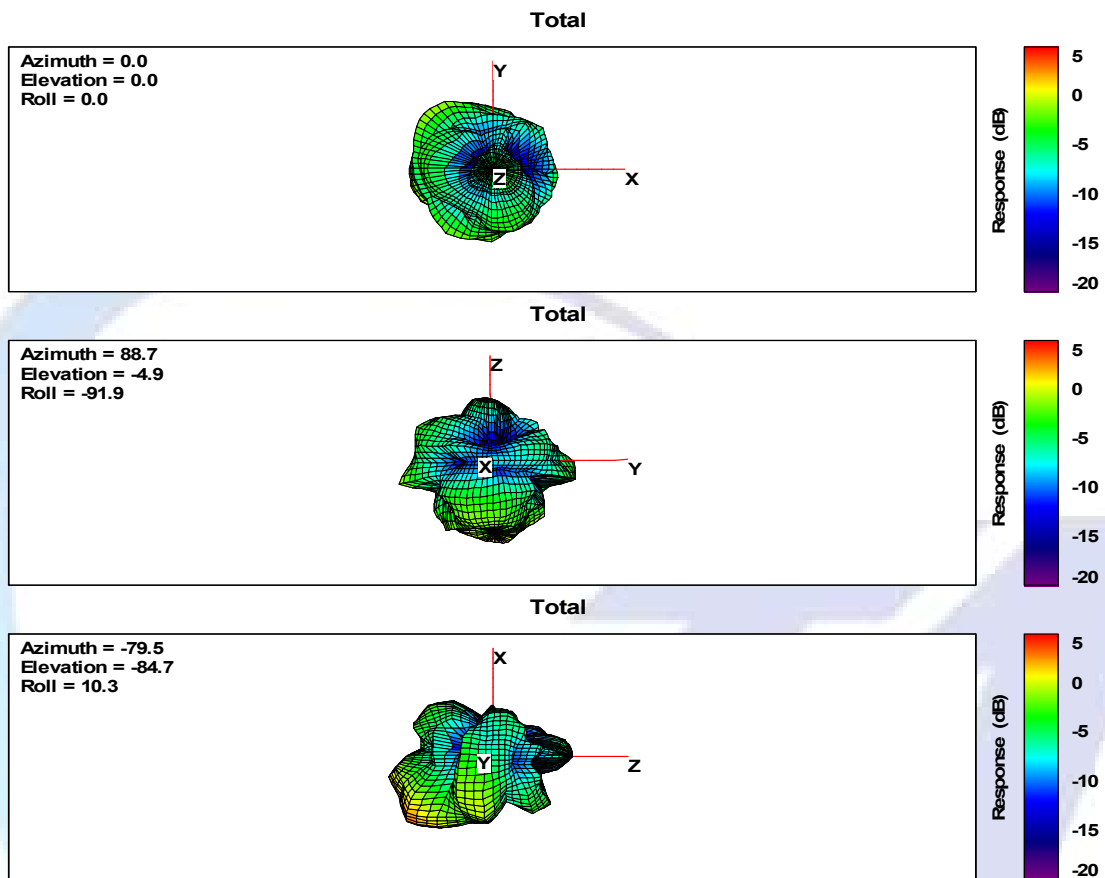 Total
Azimuth = 0.0
Elevation = 0.0
Roll = 0.0
Y
Z
X
Response (dB)
5
0
-5
-10
-15
-20
Total
Azimuth = 88.7
Elevation = -4.9
Roll = -91.9
Z
X
Y
Response (dB)
5
0
-5
-10
-15
-20
Total
Azimuth = -79.5
Elevation = -84.7
Roll = 10.3
X
Y
Z
Response (dB)
5
0
-5
-10
-15
-20